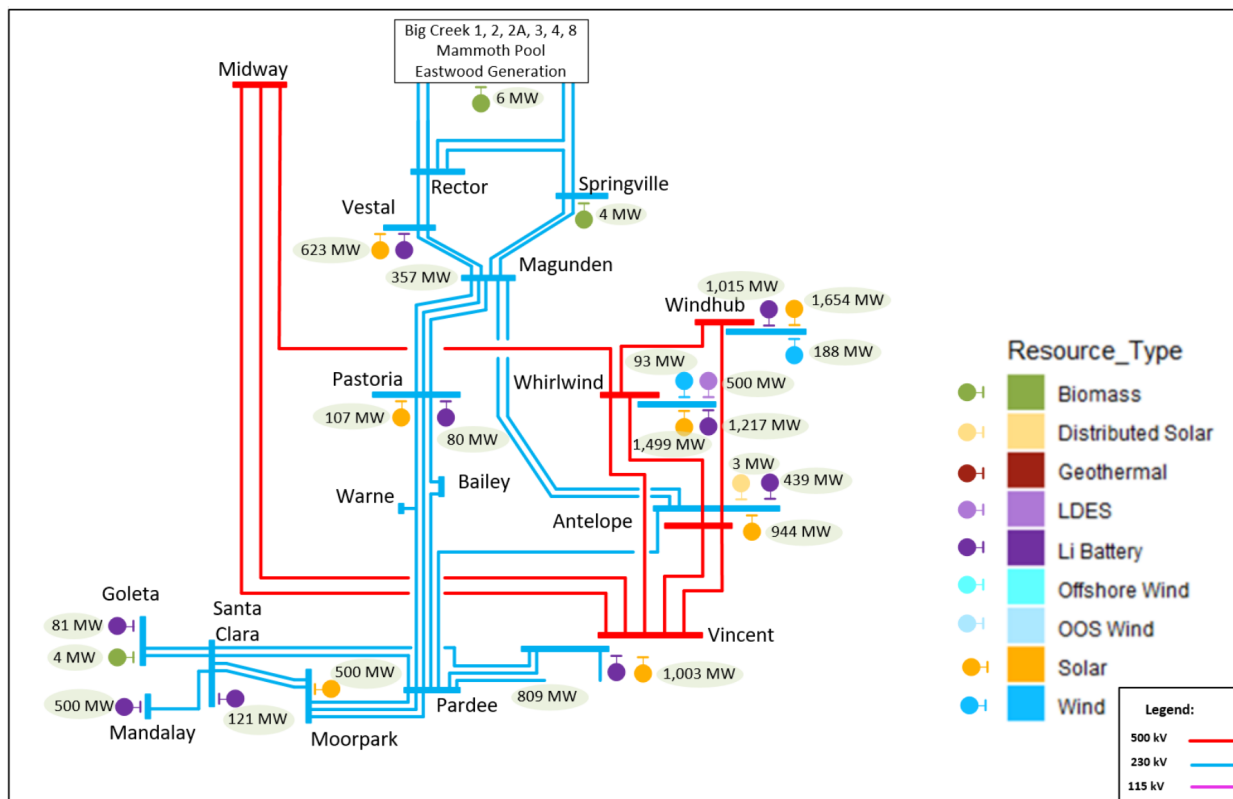 Big Creek 1, 2, 2A, 3, 4, 8
Mammoth Pool
Eastwood Generation
Midway
6 MW
Rector
Springville
Vestal
4 MW
623 MW
357 MW
Magunden
1,015 MW
Windhub
1,654 MW
188 MW
93 MW
Pastoria
Whirlwind
500 MW
107 MW
80 MW
1,217 MW
1,499 MW
3 MW
Bailey
439 MW
Warne
Antelope
944 MW
Goleta
Santa
Clara
81 MW
4 MW
Vincent
500 MW
1,003 MW
500 MW
121 MW
Pardee
809 MW
Mandalay
Moorpark
Resource_Type
Biomass
Distributed Solar
Geothermal
LDES
Li Battery
Offshore Wind
OOS Wind
Solar
Wind
Legend:
500 kV
230 kV
115 kV